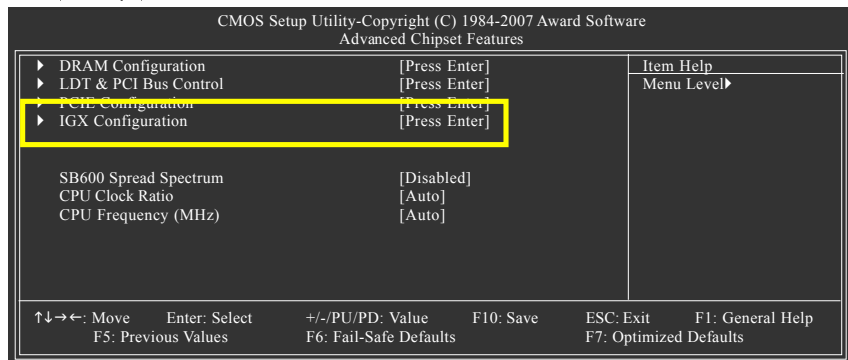 CMOS Setup Utility-Copyright (C) 1984-2007 Award Software
Advanced Chipset Features
▶ DRAM Configuration [Press Enter] Item Help
▶ LDT & PCI Bus Control [Press Enter] Menu Level▶
▶ PCIE Configuration [Press Enter]
▶ IGX Configuration [Press Enter]
SB600 Spread Spectrum [Disabled]
CPU Clock Ratio [Auto]
CPU Frequency (MHz) [Auto]
↑↓→←: Move Enter: Select +/-/PU/PD: Value F10: Save ESC: Exit F1: General Help
F5: Previous Values F6: Fail-Safe Defaults F7: Optimized Defaults